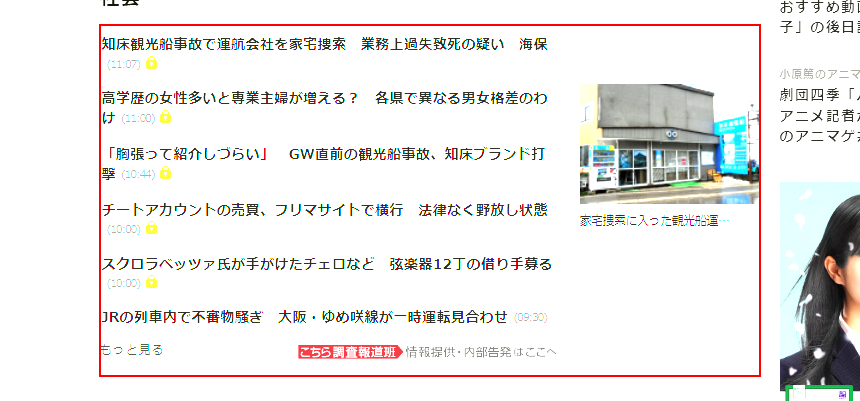 社会
知床観光船事故で運航会社を家宅捜索　業務上過失致死の疑い　海保
(11:07)
高学歴の女性多いと専業主婦が増える？　各県で異なる男女格差のわ
け (11:00)
「胸張って紹介しづらい」　GW直前の観光船事故、知床ブランド打
撃 (10:44)
チートアカウントの売買、フリマサイトで横行　法律なく野放し状態
(10:00)
スクロラベッツァ氏が手がけたチェロなど　弦楽器12丁の借り手募る
(10:00)
JRの列車内で不審物騒ぎ　大阪・ゆめ咲線が一時運転見合わせ (09:30)
もっと見る
こちら調査報道班 情報提供・内部告発はここへ
家宅捜索に入った観光船運…
おすすめ動画
子」の後日
小原篤のアニマ
劇団四季「
アニメ記者が
のアニマゲ